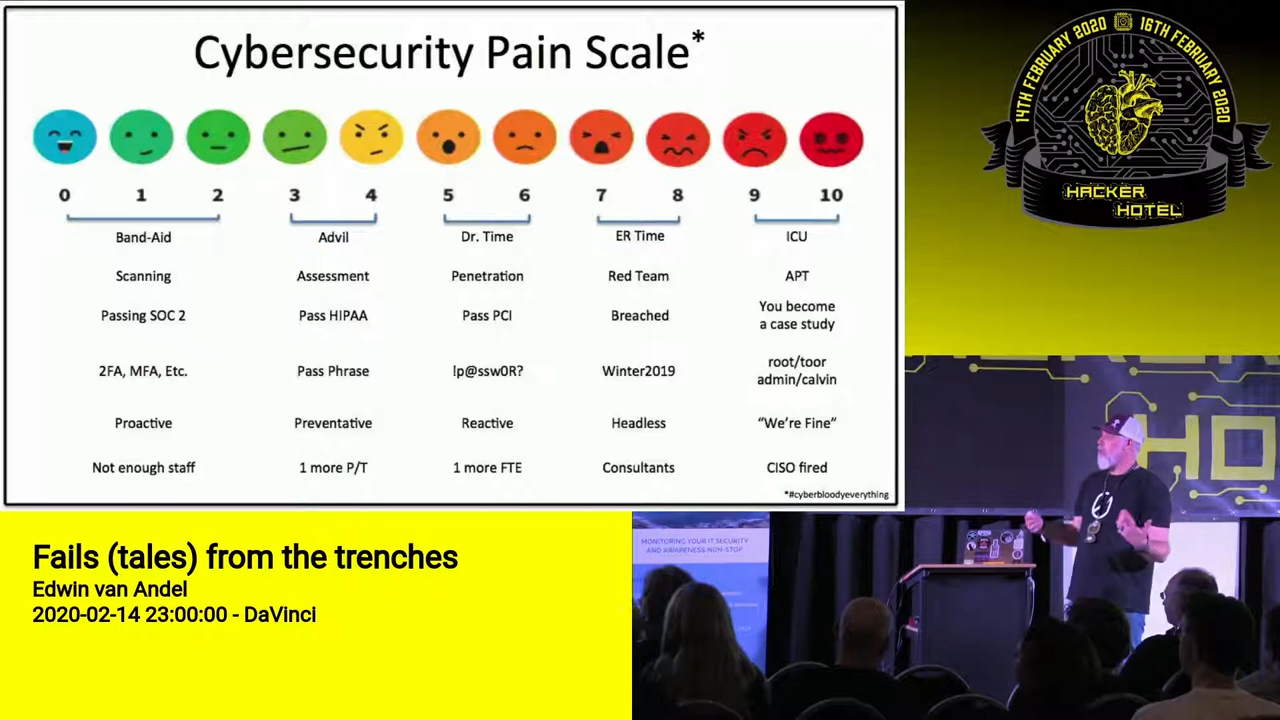 Cybersecurity Pain Scale*
0 1 2 3 4 5 6 7 8 9 10
Band-Aid Advil Dr. Time ER Time ICU
Scanning Assessment Penetration Red Team APT
Passing SOC 2 Pass HIPAA Pass PCI Breached You become
a case study
2FA, MFA, Etc. Pass Phrase !p@ssw0R? Winter2019 root/toor
admin/calvin
Proactive Preventative Reactive Headless “We’re Fine”
Not enough staff 1 more P/T 1 more FTE Consultants CISO fired
*#cyberbloodyeverything
14TH FEBRUARY 2020 16TH FEBRUARY 2020
HACKER
HOTEL
HO
MONITORING YOUR IT SECURITY
AND AWARENESS NON-STOP
Fails (tales) from the trenches
Edwin van Andel
2020-02-14 23:00:00 - DaVinci